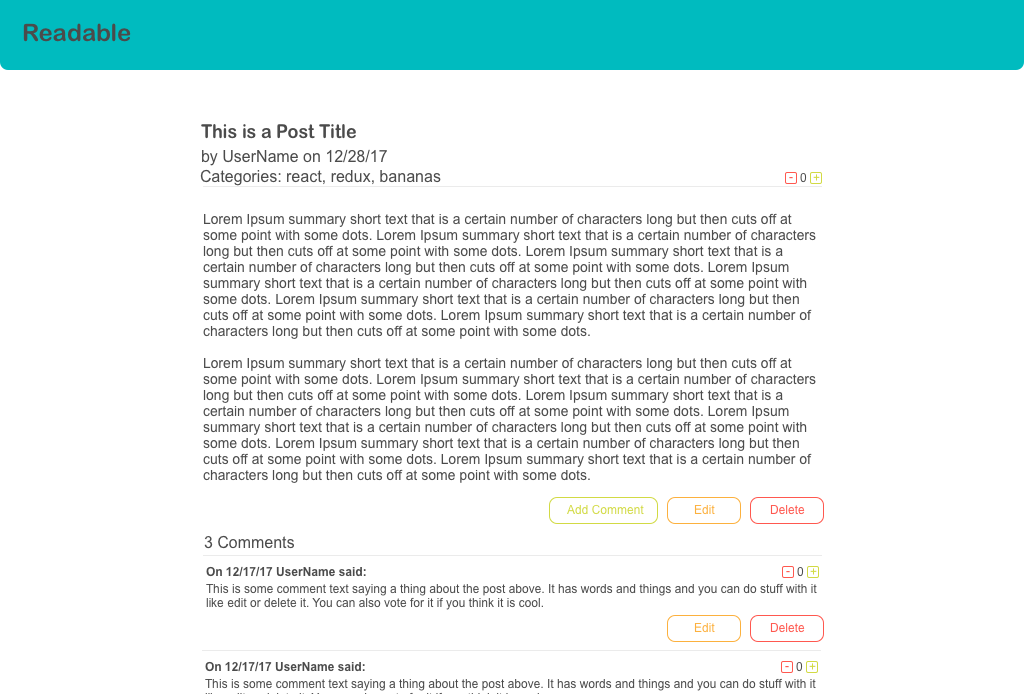 Readable
This is a Post Title
by UserName on 12/28/17
Categories: react, redux, bananas
- 0 +
Lorem Ipsum summary short text that is a certain number of characters long but then cuts off at
some point with some dots. Lorem Ipsum summary short text that is a certain number of characters
long but then cuts off at some point with some dots. Lorem Ipsum summary short text that is a
certain number of characters long but then cuts off at some point with some dots. Lorem Ipsum
summary short text that is a certain number of characters long but then cuts off at some point with
some dots. Lorem Ipsum summary short text that is a certain number of characters long but then
cuts off at some point with some dots. Lorem Ipsum summary short text that is a certain number of
characters long but then cuts off at some point with some dots.
Lorem Ipsum summary short text that is a certain number of characters long but then cuts off at
some point with some dots. Lorem Ipsum summary short text that is a certain number of characters
long but then cuts off at some point with some dots. Lorem Ipsum summary short text that is a
certain number of characters long but then cuts off at some point with some dots. Lorem Ipsum
summary short text that is a certain number of characters long but then cuts off at some point with
some dots. Lorem Ipsum summary short text that is a certain number of characters long but then
cuts off at some point with some dots. Lorem Ipsum summary short text that is a certain number of
characters long but then cuts off at some point with some dots.
Add Comment Edit Delete
3 Comments
On 12/17/17 UserName said: - 0 +
This is some comment text saying a thing about the post above. It has words and things and you can do stuff with it
like edit or delete it. You can also vote for it if you think it is cool.
Edit Delete
On 12/17/17 UserName said: - 0 +
This is some comment text saying a thing about the post above. It has words and things and you can do stuff with it